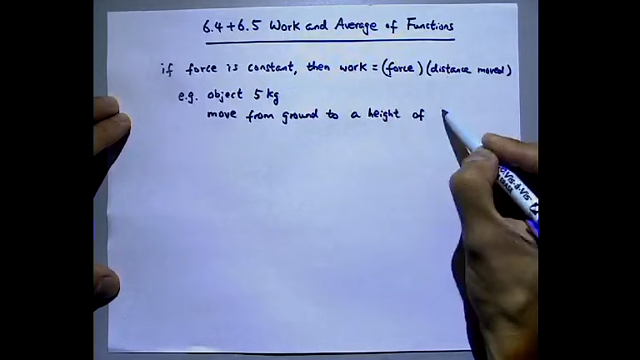 6.4+6.5 Work and Average of Functions
if force is constant, then work = (force)(distance moved)
e.g. object 5 kg
move from ground to a height of